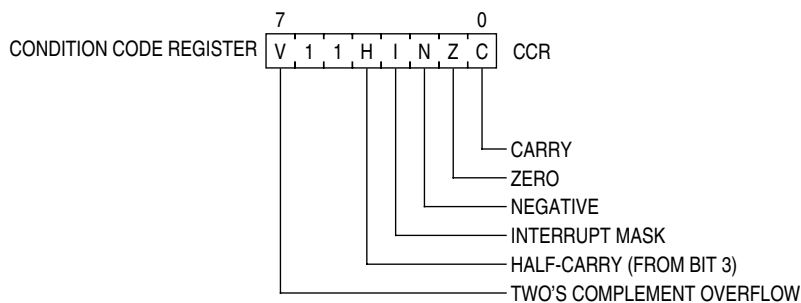 7 0
CONDITION CODE REGISTER V 1 1 H I N Z C CCR
CARRY
ZERO
NEGATIVE
INTERRUPT MASK
HALF-CARRY (FROM BIT 3)
TWO'S COMPLEMENT OVERFLOW